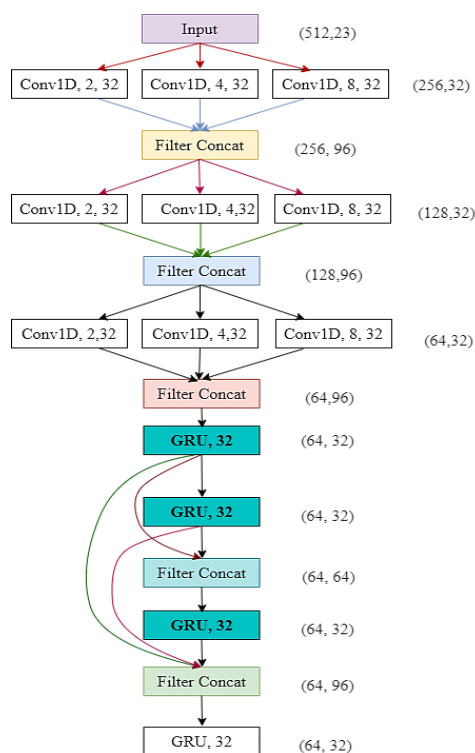 Input (512,23)
Conv1D, 2, 32 Conv1D, 4, 32 Conv1D, 8, 32 (256,32)
Filter Concat (256, 96)
Conv1D, 2, 32 Conv1D, 4,32 Conv1D, 8, 32 (128,32)
Filter Concat (128,96)
Conv1D, 2,32 Conv1D, 4,32 Conv1D, 8, 32 (64,32)
Filter Concat (64,96)
GRU, 32 (64, 32)
GRU, 32 (64, 32)
Filter Concat (64, 64)
GRU, 32 (64, 32)
Filter Concat (64, 96)
GRU, 32 (64, 32)